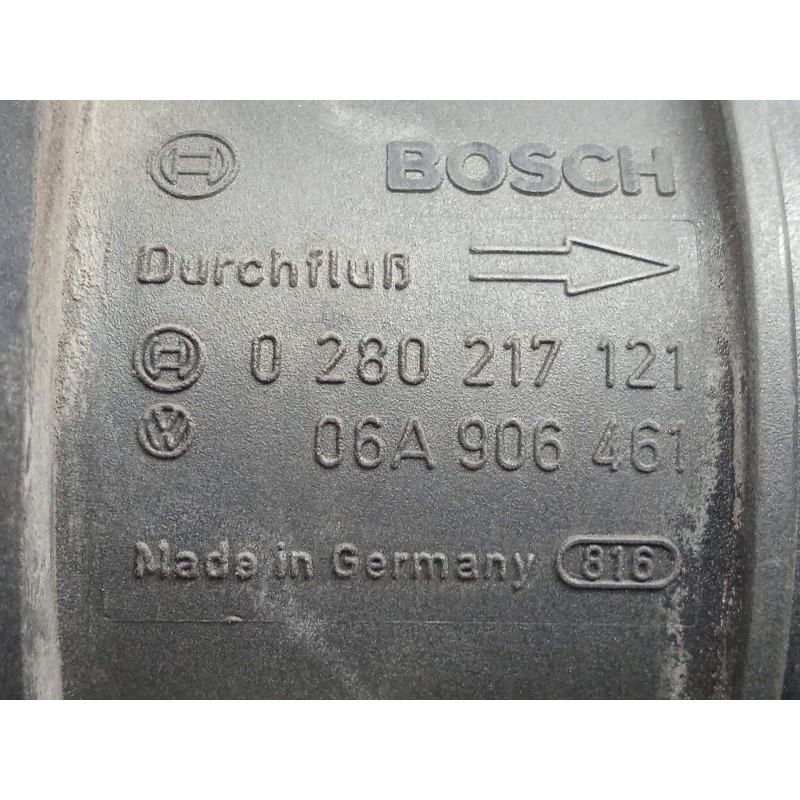 BOSCH
Durchfluß
0 280 217 121
06A 906 461
Made in Germany 816